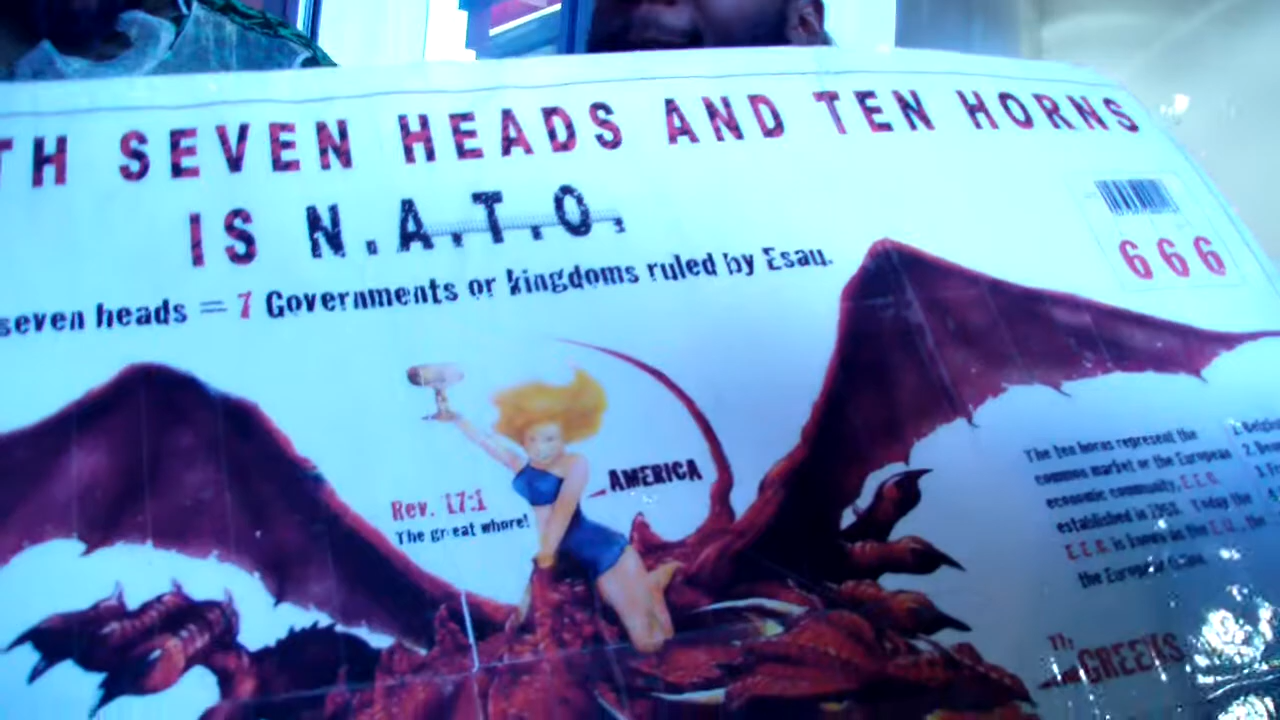 TH SEVEN HEADS AND TEN HORNS
IS N.A.T.O.
seven heads = 7 Governments or kingdoms ruled by Esau.
666
AMERICA
Rev. 17:1
The great whore!
The ten horns represent the
common market or the European
economic community, E.E.C.
established in 1958. Today the
E.E.C. is known as the E.U., the
the European
GREEKS